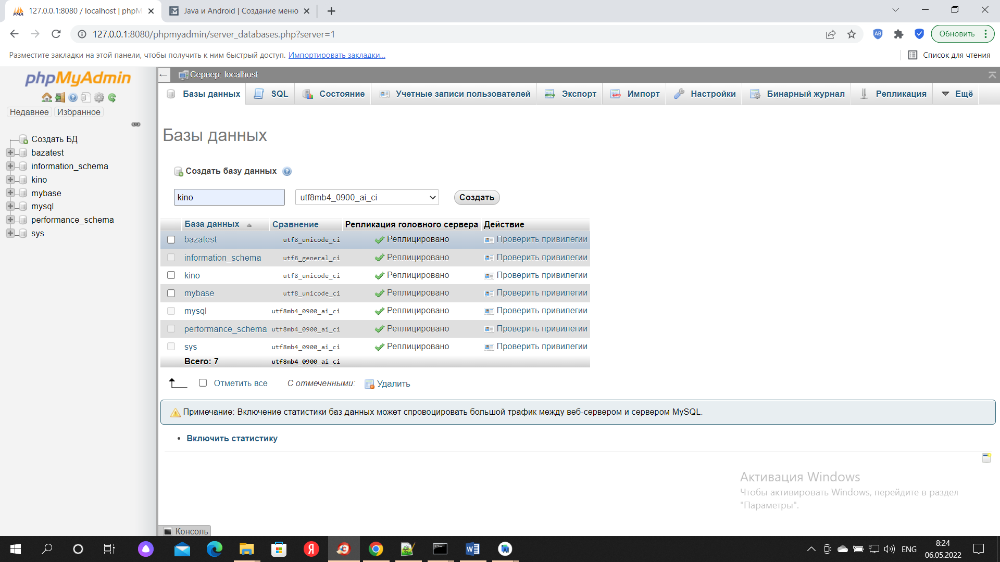 127.0.0.1:8080 / localhost | phpM
Java и Android | Создание меню
127.0.0.1:8080/phpmyadmin/server_databases.php?server=1
Обновить
Разместите закладки на этой панели, чтобы получить к ним быстрый доступ. Импортировать закладки...
Список для чтения
phpMyAdmin
Недавнее Избранное
Создать БД
bazatest
information_schema
kino
mybase
mysql
performance_schema
sys
Сервер: localhost
Базы данных SQL Состояние Учетные записи пользователей Экспорт Импорт Настройки Бинарный журнал Репликация Ещё
Базы данных
Создать базу данных
kino utf8mb4_0900_ai_ci Создать
База данных Сравнение Репликация головного сервера Действие
bazatest utf8_unicode_ci Реплицировано Проверить привилегии
information_schema utf8_general_ci Реплицировано Проверить привилегии
kino utf8_unicode_ci Реплицировано Проверить привилегии
mybase utf8_unicode_ci Реплицировано Проверить привилегии
mysql utf8mb4_0900_ai_ci Реплицировано Проверить привилегии
performance_schema utf8mb4_0900_ai_ci Реплицировано Проверить привилегии
sys utf8mb4_0900_ai_ci Реплицировано Проверить привилегии
Всего: 7 utf8mb4_0900_ai_ci
Отметить все С отмеченными: Удалить
Примечание: Включение статистики баз данных может спровоцировать большой трафик между веб-сервером и сервером MySQL.
• Включить статистику
Активация Windows
Чтобы активировать Windows, перейдите в раздел
"Параметры".
Консоль
ENG
8:24
06.05.2022